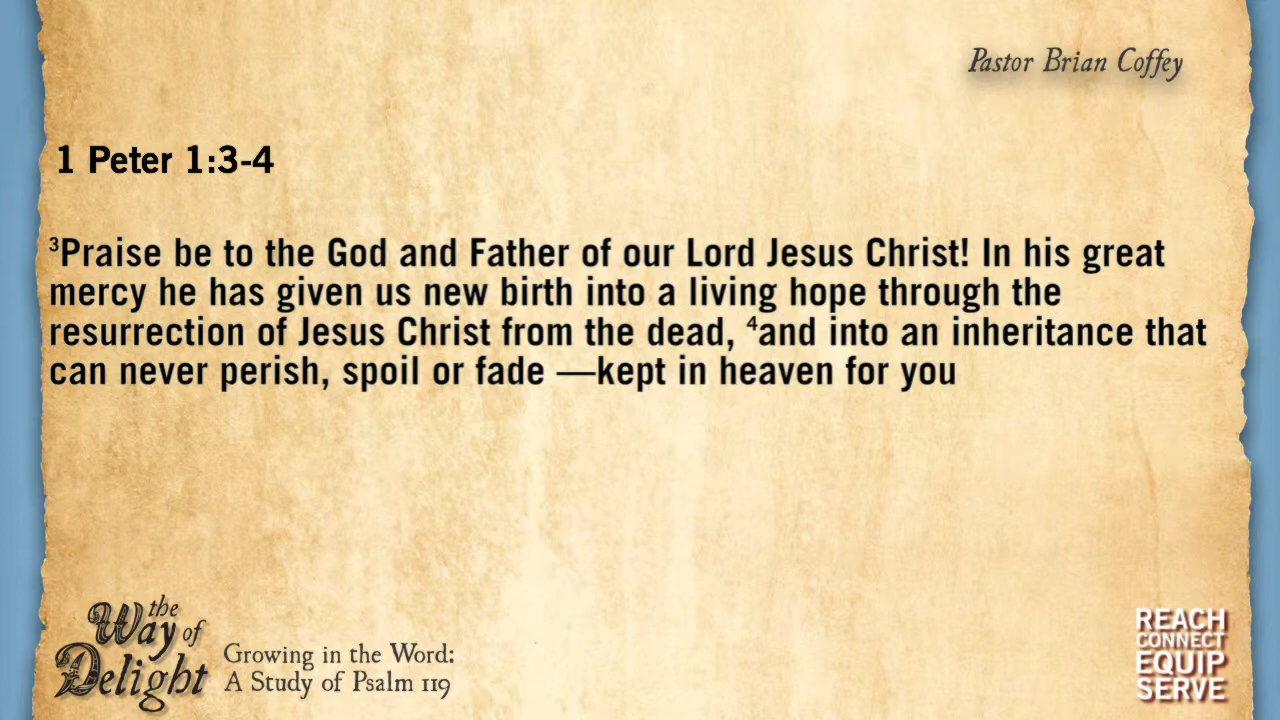 Pastor Brian Coffey
1 Peter 1:3-4
³Praise be to the God and Father of our Lord Jesus Christ! In his great
mercy he has given us new birth into a living hope through the
resurrection of Jesus Christ from the dead, ⁴and into an inheritance that
can never perish, spoil or fade —kept in heaven for you
the
Way of
Delight
Growing in the Word:
A Study of Psalm 119
REACH
CONNECT
EQUIP
SERVE